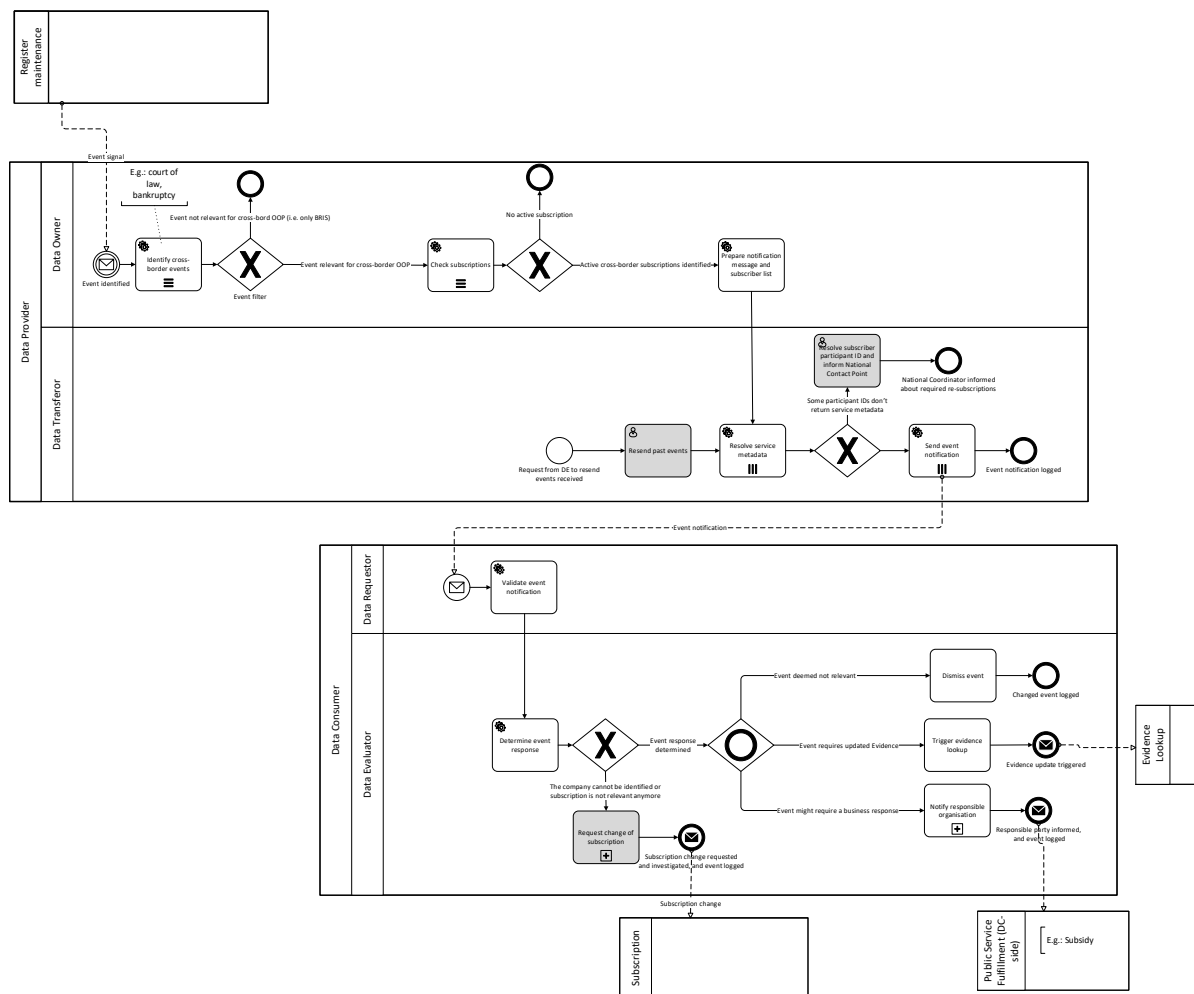 Register
maintenance
Event signal
Data Provider
Data Owner
E.g.: court of
law,
bankruptcy
Event identified
Identify cross-
border events
Event not relevant for cross-bord OOP (i.e. only BRIS)
Event filter
Event relevant for cross-border OOP
Check subscriptions
No active subscription
Active cross-border subscriptions identified
Prepare notification
message and
subscriber list
Data Transferor
Resolve subscriber
participant ID and
inform National
Contact Point
National Coordinator informed
about required re-subscriptions
Some participant IDs don't
return service metadata
Request from DE to resend
events received
Resend past events
Resolve service
metadata
Send event
notification
Event notification logged
Event notification
Data Consumer
Data Requestor
Validate event
notification
Data Evaluator
Determine event
response
Event response
determined
Event deemed not relevant
Dismiss event
Changed event logged
Event requires updated Evidence
Trigger evidence
lookup
Evidence update triggered
Evidence
Lookup
The company cannot be identified or
subscription is not relevant anymore
Event might require a business response
Notify responsible
organisation
Responsible party informed,
and event logged
Request change of
subscription
Subscription change requested
and investigated, and event logged
Subscription change
Subscription
Public Service
Fulfillment (DC-
side)
E.g.: Subsidy